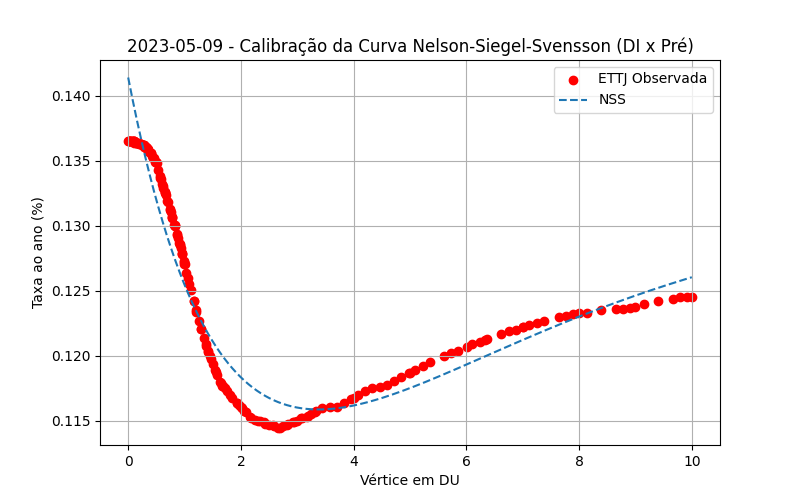 2023-05-09 - Calibração da Curva Nelson-Siegel-Svensson (DI x Pré)
ETTJ Observada
NSS
Taxa ao ano (%)
0.140
0.135
0.130
0.125
0.120
0.115
0 2 4 6 8 10
Vértice em DU